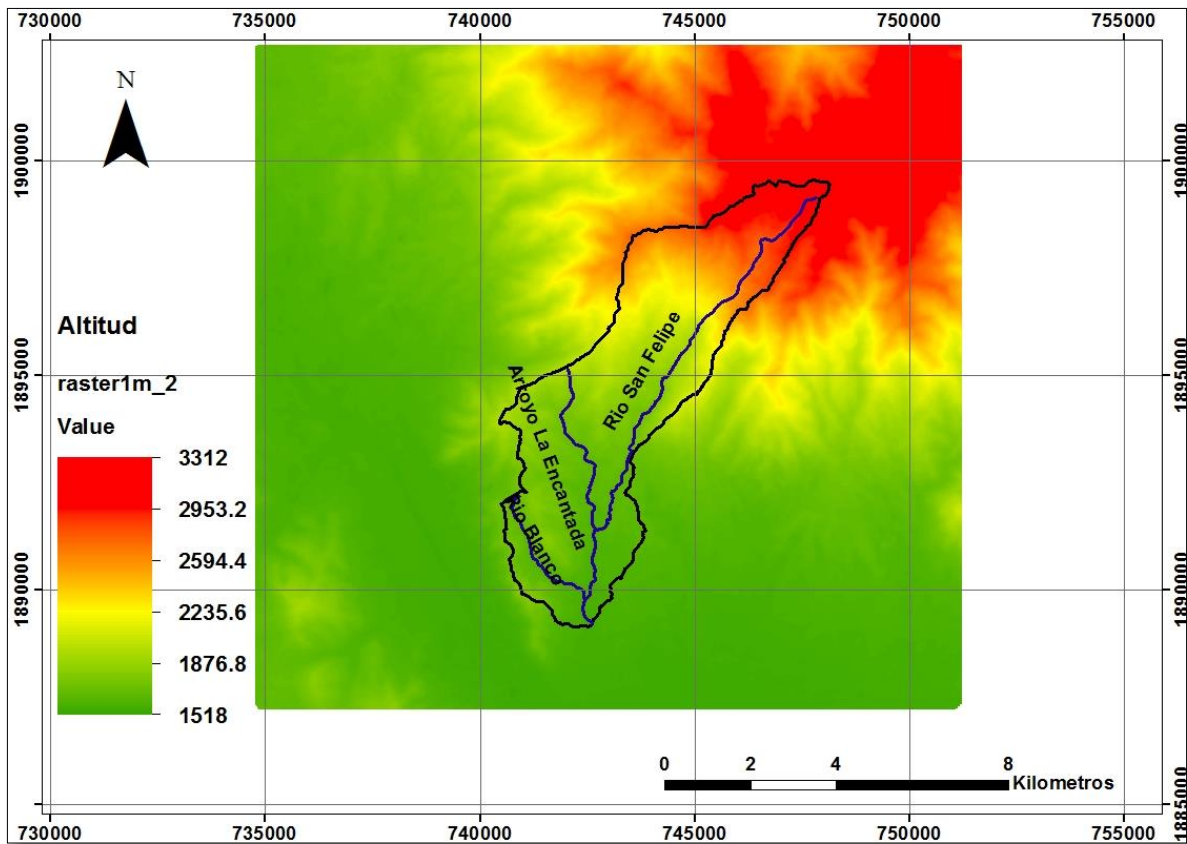 730000 735000 740000 745000 750000 755000
N
1900000
1900000
Altitud
raster1m_2
Value
3312
2953.2
2594.4
2235.6
1876.8
1518
1895000
1895000
Rio San Felipe
Arroyo La Encantada
Rio Blanco
1890000
1890000
0 2 4 8
Kilometros
1885000
730000 735000 740000 745000 750000 755000